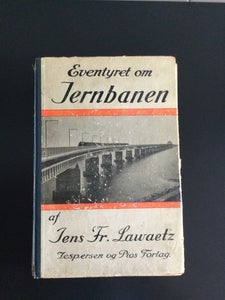 Eventyret om
Jernbanen
af
Jens Fr. Lawaetz
Jespersen og Pios Forlag.